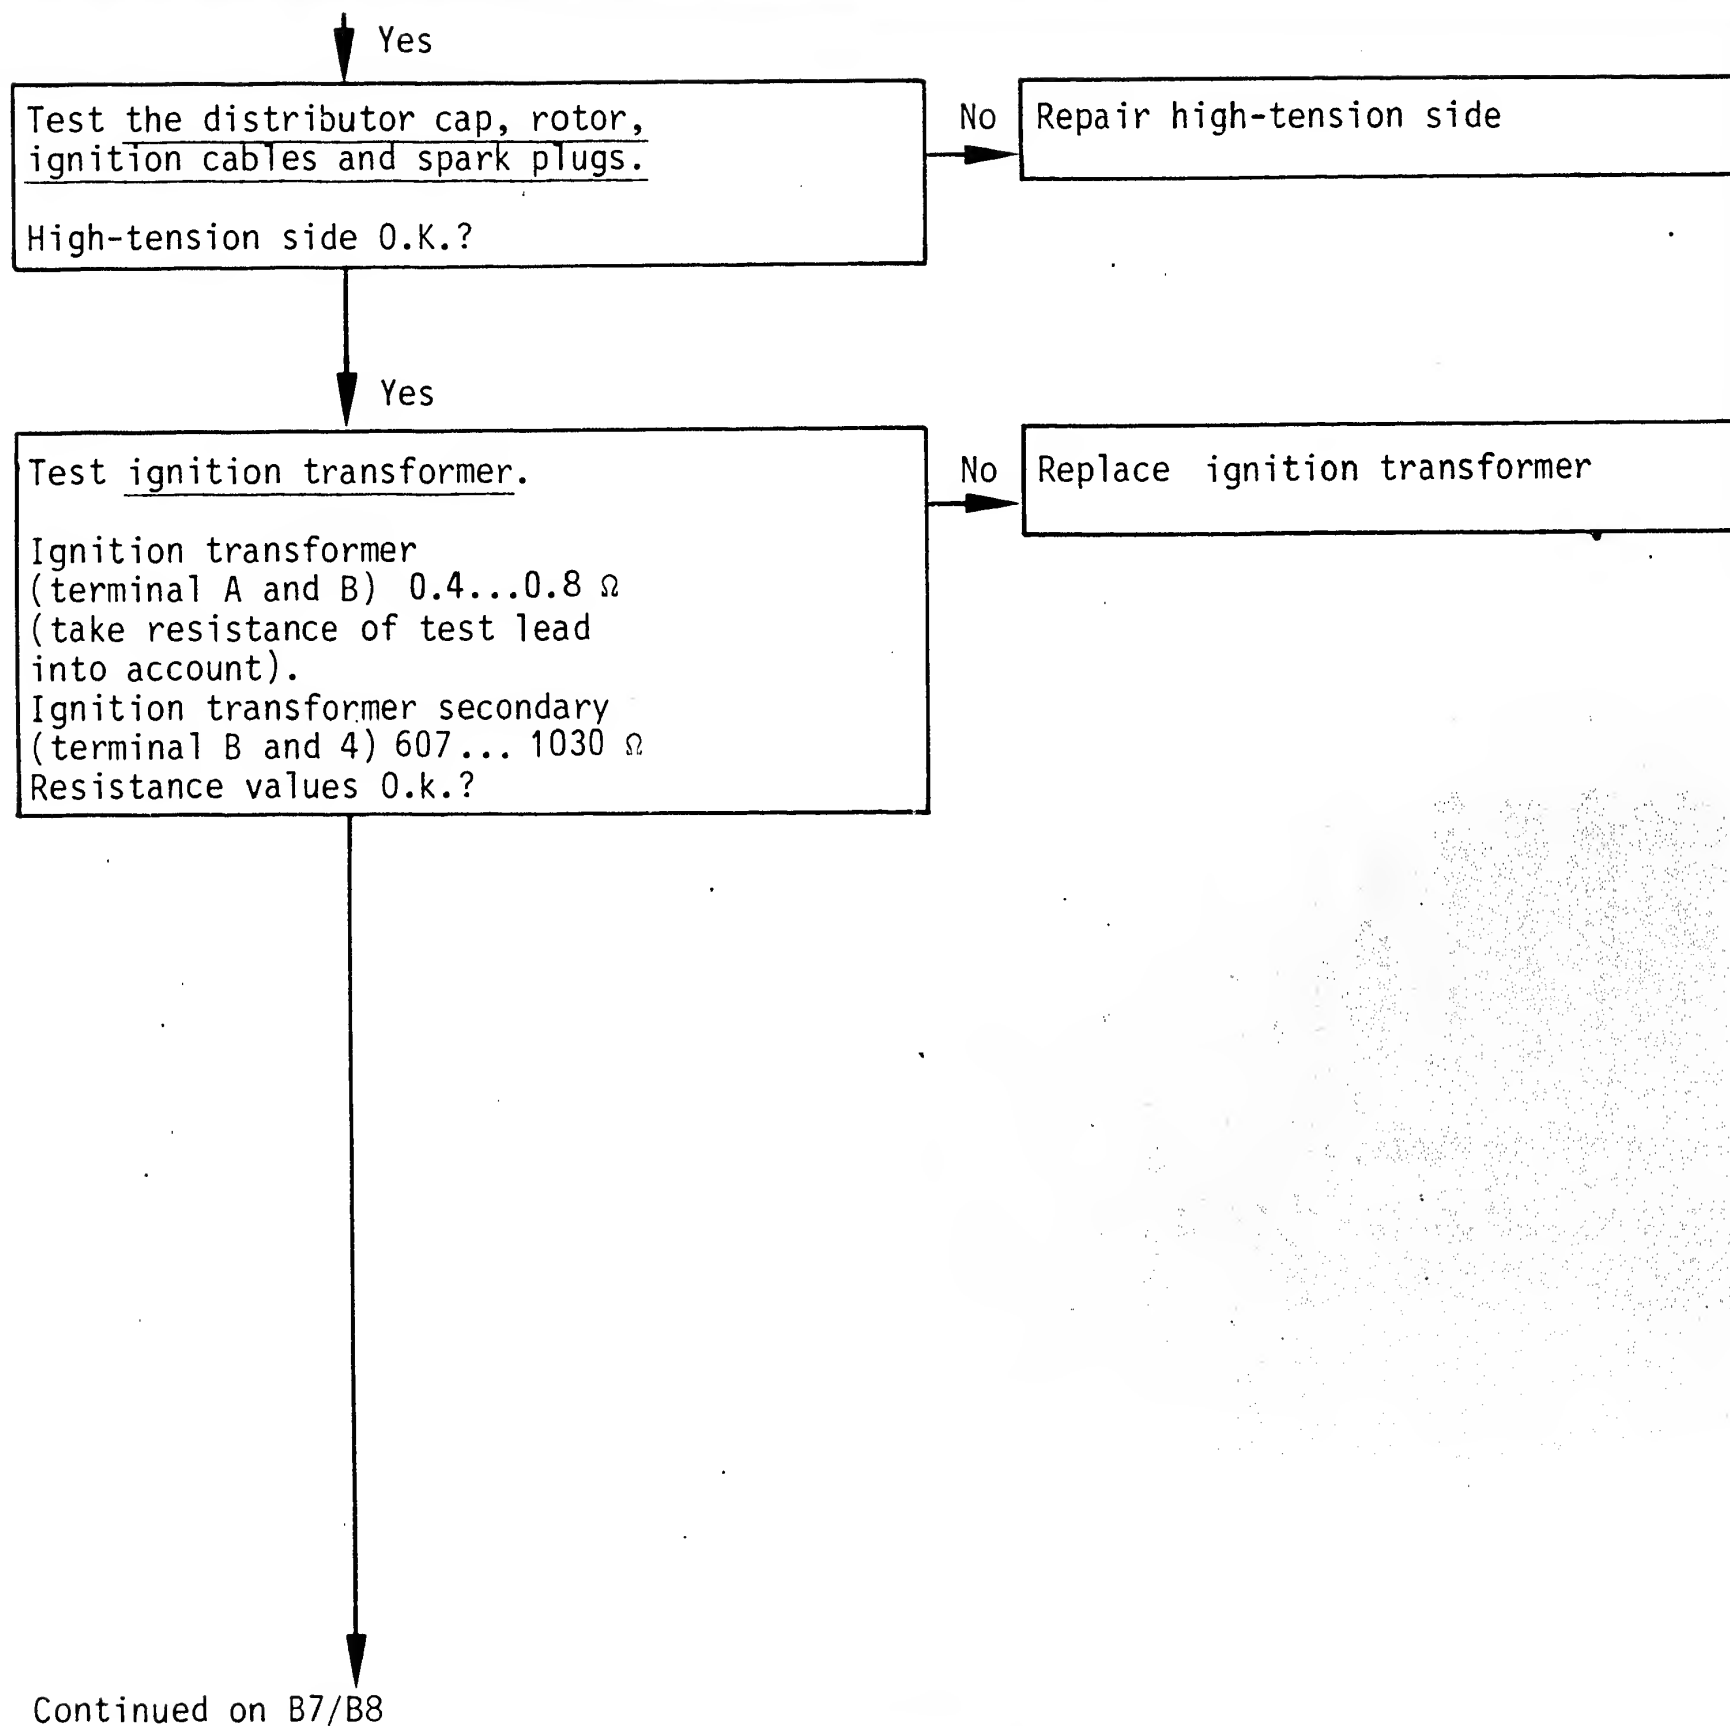 Yes
Test the distributor cap, rotor,
ignition cables and spark plugs.
High-tension side O.K.?
No
Repair high-tension side
Yes
Test ignition transformer.
Ignition transformer
(terminal A and B) 0.4...0.8 Ω
(take resistance of test lead
into account).
Ignition transformer secondary
(terminal B and 4) 607... 1030 Ω
Resistance values O.k.?
No
Replace ignition transformer
Continued on B7/B8